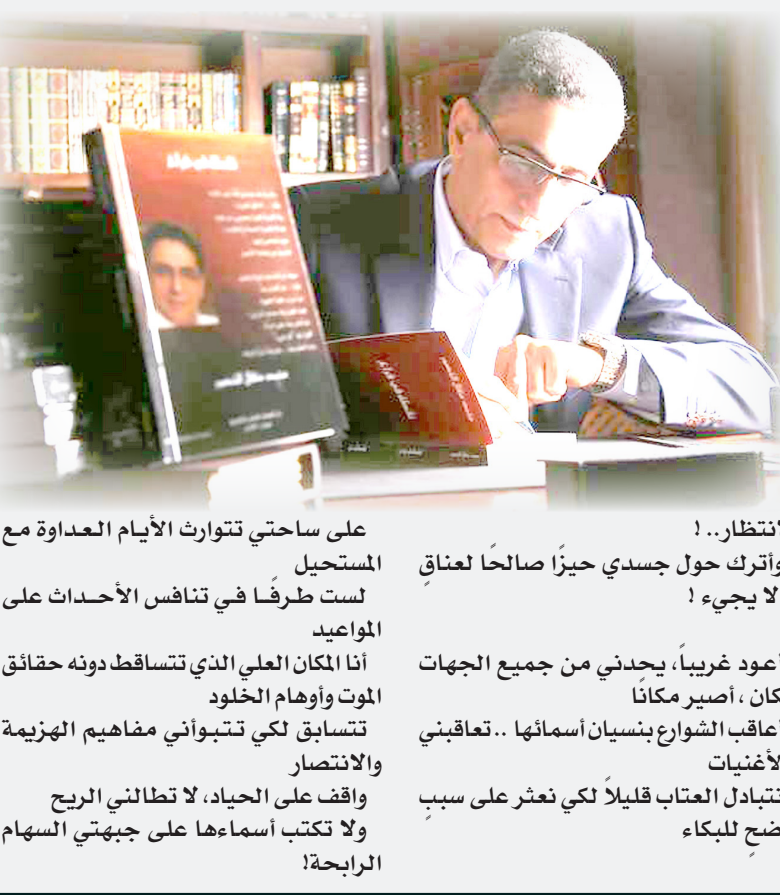 انتظار.. !
وأترك حول جسدي حيزًا صالحًا لعناقٍ
لا يجيء !
أعود غريباً، يحدني من جميع الجهات
كان ، أصير مكانًا
أعاقب الشوارع بنسيان أسمائها .. تعاقبني
لأغنيات
نتبادل العتاب قليلاً لكي نعثر على سببٍ
ضحٍ للبكاء
على ساحتي تتوارث الأيام العداوة مع
المستحيل
لست طرفًا في تنافس الأحداث على
المواعيد
أنا المكان العلي الذي تتساقط دونه حقائق
الموت وأوهام الخلود
تتسابق لكي تتبوأني مفاهيم الهزيمة
والانتصار
واقف على الحياد، لا تطالني الريح
ولا تكتب أسماءها على جبهتي السهام
الرابحة!